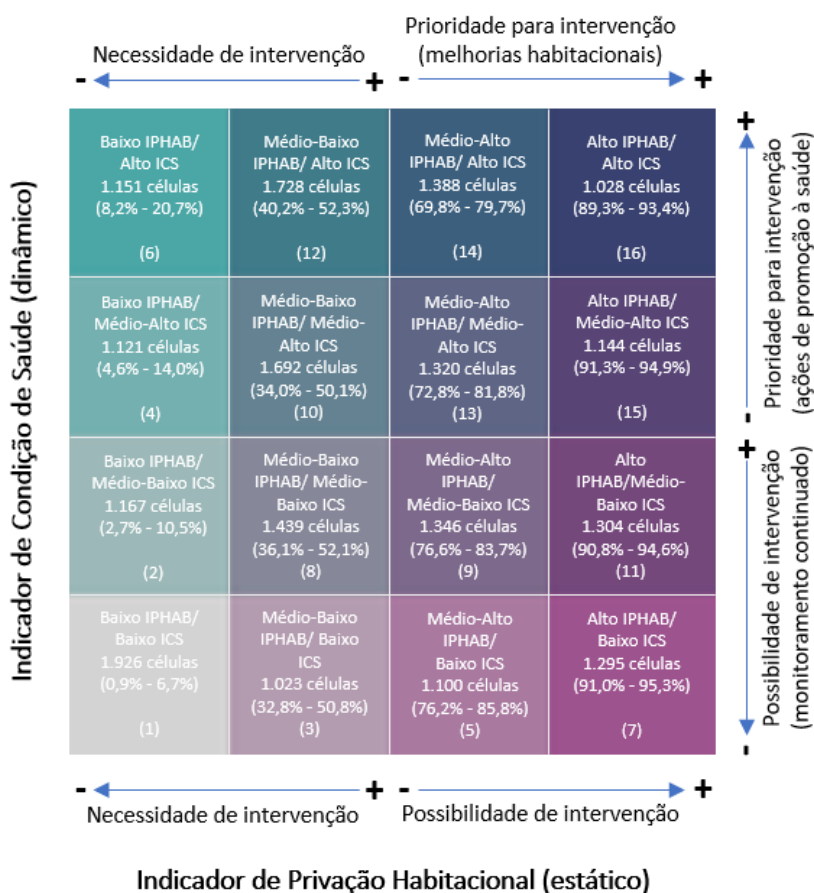 Necessidade de intervenção
Prioridade para intervenção
(melhorias habitacionais)
- + - +
Baixo IPHAB/
Alto ICS
1.151 células
(8,2% - 20,7%)
(6)
Médio-Baixo
IPHAB/ Alto ICS
1.728 células
(40,2% - 52,3%)
(12)
Médio-Alto
IPHAB/ Alto ICS
1.388 células
(69,8% - 79,7%)
(14)
Alto IPHAB/
Alto ICS
1.028 células
(89,3% - 93,4%)
(16)
Baixo IPHAB/
Médio-Alto ICS
1.121 células
(4,6% - 14,0%)
(4)
Médio-Baixo
IPHAB/ Médio-
Alto ICS
1.692 células
(34,0% - 50,1%)
(10)
Médio-Alto
IPHAB/ Médio-
Alto ICS
1.320 células
(72,8% - 81,8%)
(13)
Alto IPHAB/
Médio-Alto ICS
1.144 células
(91,3% - 94,9%)
(15)
Baixo IPHAB/
Médio-Baixo ICS
1.167 células
(2,7% - 10,5%)
(2)
Médio-Baixo
IPHAB/ Médio-
Baixo ICS
1.439 células
(36,1% - 52,1%)
(8)
Médio-Alto
IPHAB/
Médio-Baixo ICS
1.346 células
(76,6% - 83,7%)
(9)
Alto
IPHAB/Médio-
Baixo ICS
1.304 células
(90,8% - 94,6%)
(11)
Baixo IPHAB/
Baixo ICS
1.926 células
(0,9% - 6,7%)
(1)
Médio-Baixo
IPHAB/ Baixo
ICS
1.023 células
(32,8% - 50,8%)
(3)
Médio-Alto
IPHAB/
Baixo ICS
1.100 células
(76,2% - 85,8%)
(5)
Alto IPHAB/
Baixo ICS
1.295 células
(91,0% - 95,3%)
(7)
Indicador de Condição de Saúde (dinâmico)
+
Prioridade para intervenção
(ações de promoção à saúde)
-
+
Possibilidade de intervenção
(monitoramento continuado)
-
- + - +
Necessidade de intervenção
Possibilidade de intervenção
Indicador de Privação Habitacional (estático)